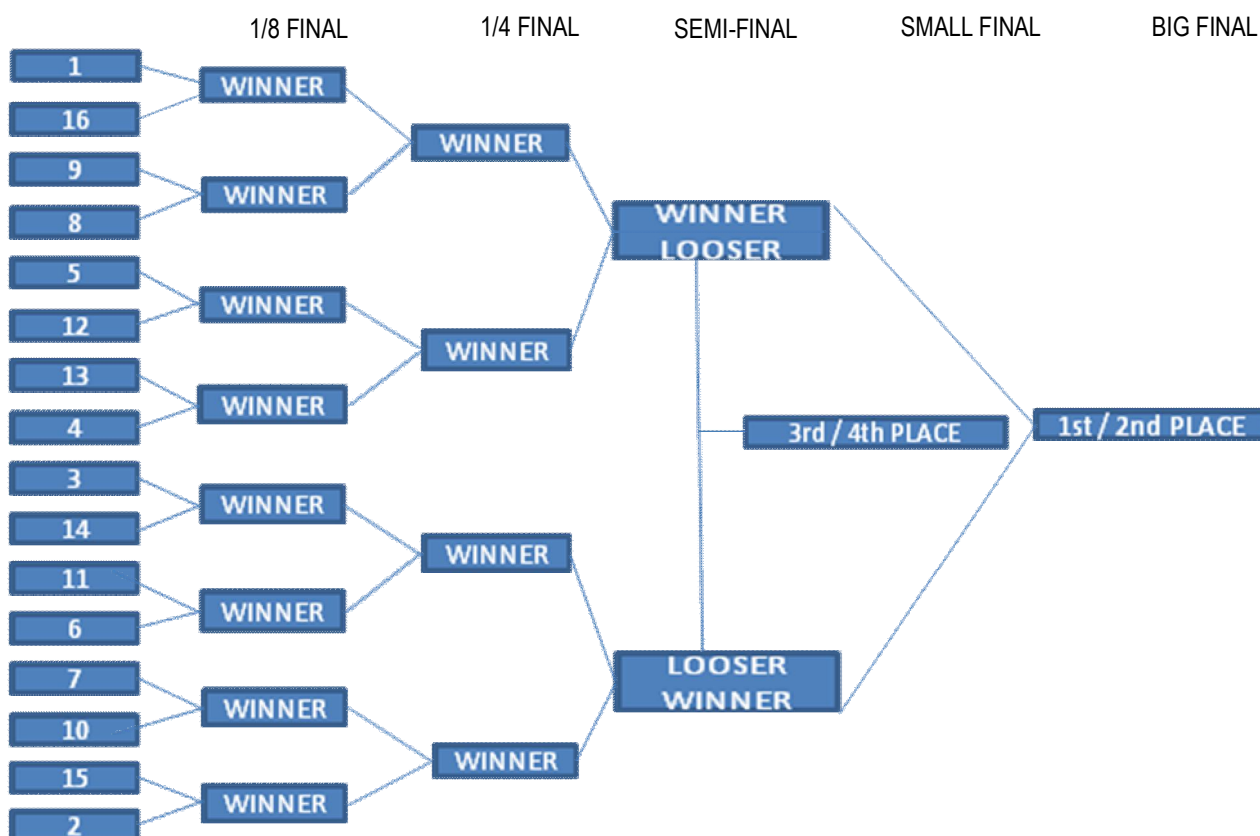 1/8 FINAL
1/4 FINAL
SEMI-FINAL
SMALL FINAL
BIG FINAL
1
16
9
8
5
12
13
4
3
14
11
6
7
10
15
2
WINNER
WINNER
WINNER
WINNER
WINNER
WINNER
WINNER
WINNER
WINNER
WINNER
WINNER
WINNER
WINNER
LOOSER
LOOSER
WINNER
3rd / 4th PLACE
1st / 2nd PLACE